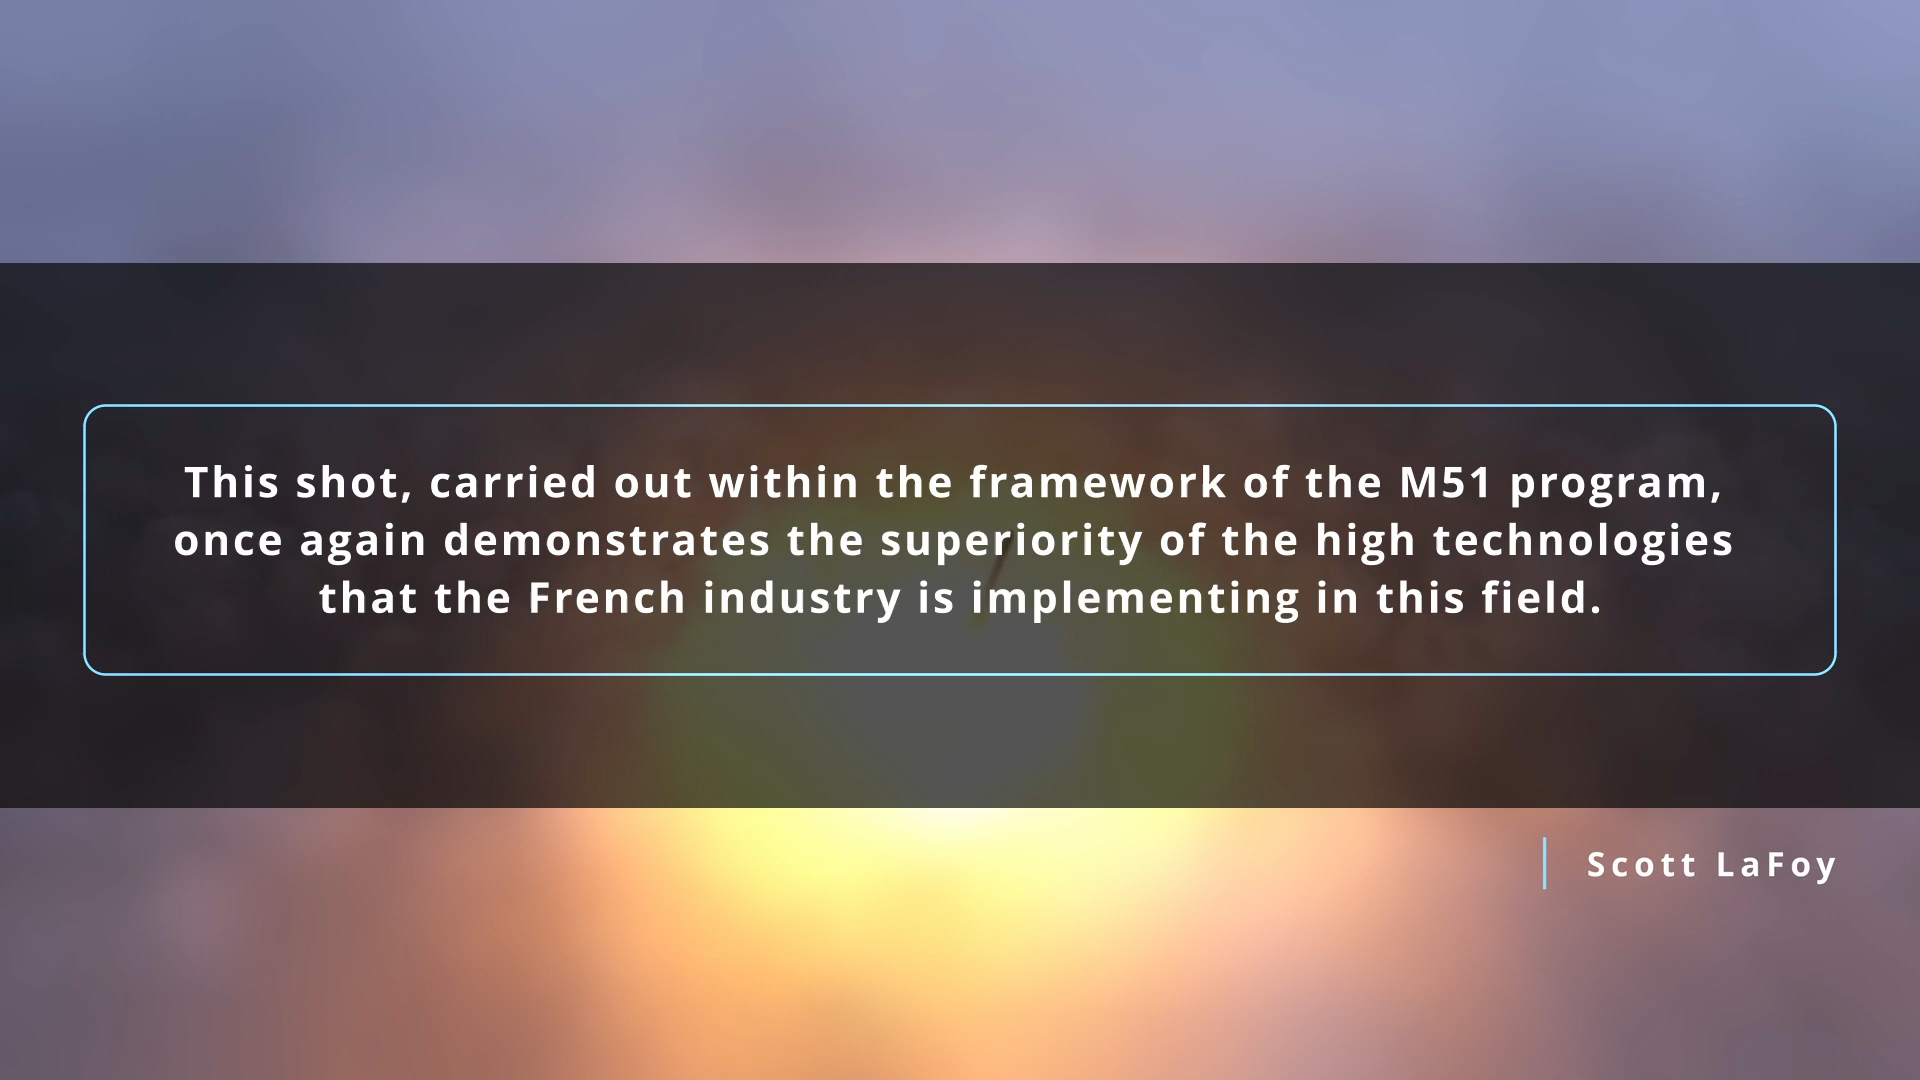 This shot, carried out within the framework of the M51 program,
once again demonstrates the superiority of the high technologies
that the French industry is implementing in this field.
Scott LaFoy